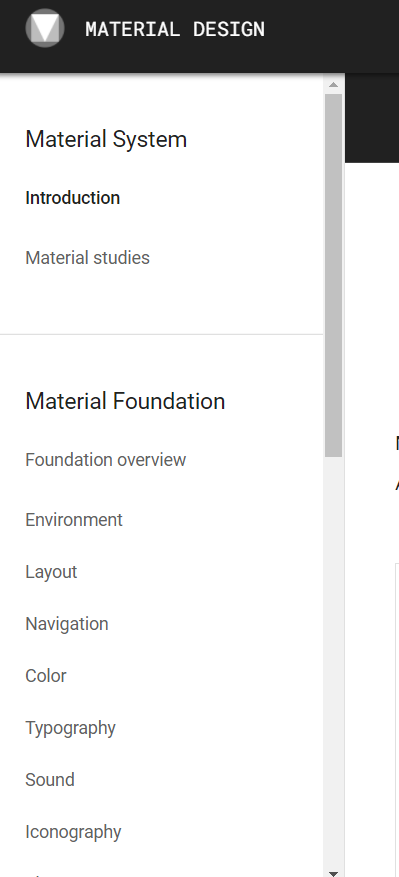 MATERIAL DESIGN
Material System
Introduction
Material studies
Material Foundation
Foundation overview
Environment
Layout
Navigation
Color
Typography
Sound
Iconography